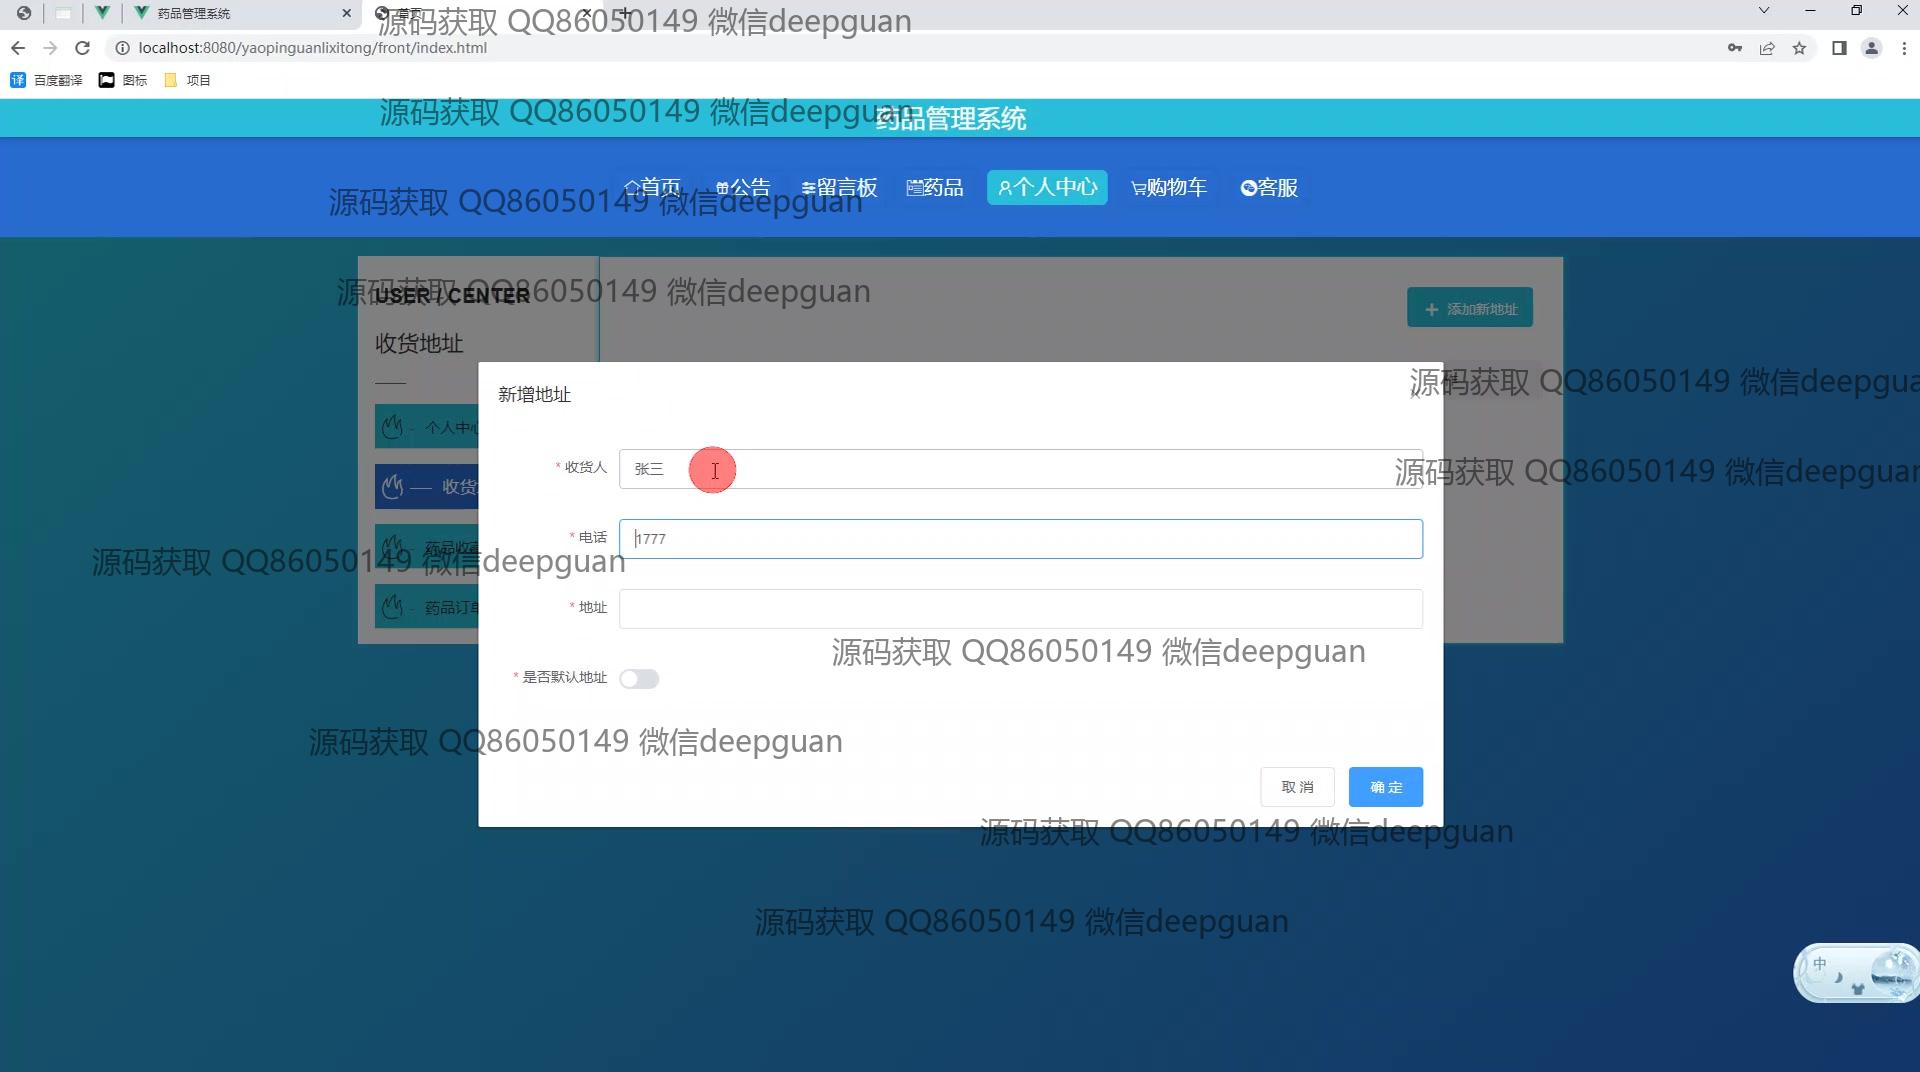 药品管理系统
首页
源码获取 QQ86050149 微信deepguan
localhost:8080/yaopinguanlixitong/front/index.html
译 百度翻译 图标 项目
源码获取 QQ86050149 微信deepguan
药品管理系统
首页 公告 留言板 药品 个人中心 购物车 客服
源码获取 QQ86050149 微信deepguan
USER / CENTER
源码获取 QQ86050149 微信deepguan
添加新地址
收货地址
新增地址
源码获取 QQ86050149 微信deepgua
个人中心
收货人 张三
源码获取 QQ86050149 微信deepguan
收货
电话 1777
药品收
源码获取 QQ86050149 微信deepguan
地址
药品订单
源码获取 QQ86050149 微信deepguan
是否默认地址
源码获取 QQ86050149 微信deepguan
取消 确定
源码获取 QQ86050149 微信deepguan
源码获取 QQ86050149 微信deepguan
中